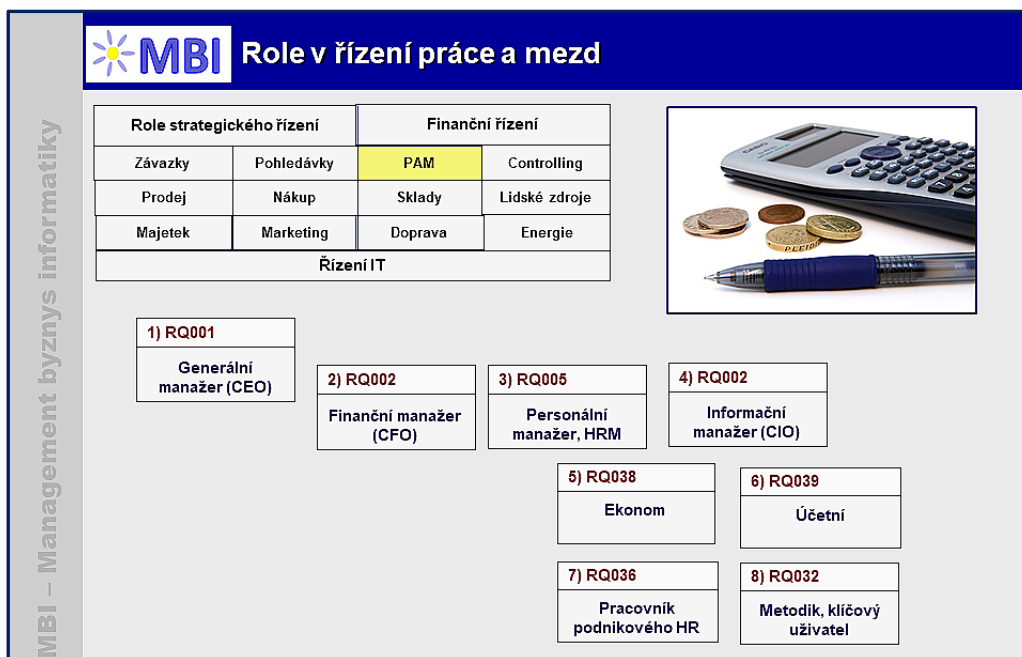 MBI
Role v řízení práce a mezd
MBI – Management byznys informatiky
Role strategického řízení
Finanční řízení
Závazky
Pohledávky
PAM
Controlling
Prodej
Nákup
Sklady
Lidské zdroje
Majetek
Marketing
Doprava
Energie
Řízení IT
CASIO
1) RQ001
Generální
manažer (CEO)
2) RQ002
Finanční manažer
(CFO)
3) RQ005
Personální
manažer, HRM
4) RQ002
Informační
manažer (CIO)
5) RQ038
Ekonom
6) RQ039
Účetní
7) RQ036
Pracovník
podnikového HR
8) RQ032
Metodik, klíčový
uživatel